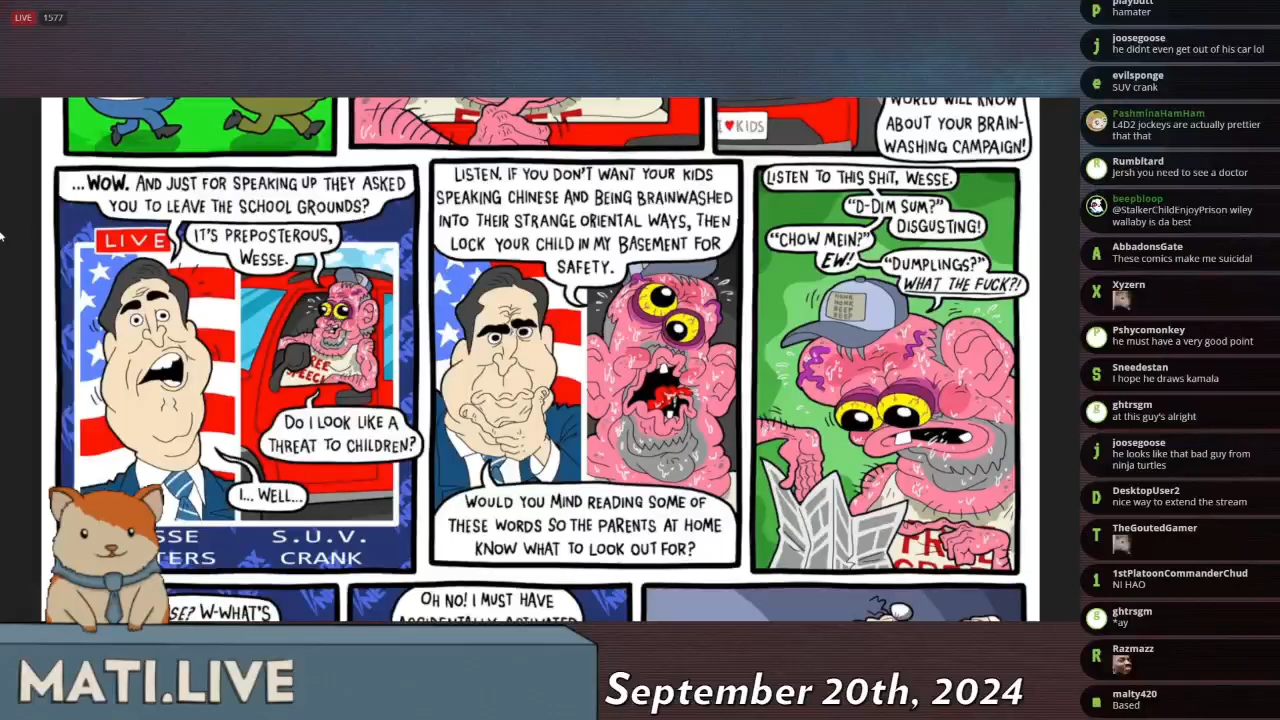 LIVE 1577
WORLD WILL KNOW
ABOUT YOUR BRAIN-
WASHING CAMPAIGN!
I ♥ KIDS
...WOW. AND JUST FOR SPEAKING UP THEY ASKED
YOU TO LEAVE THE SCHOOL GROUNDS?
LIVE
IT'S PREPOSTEROUS,
WESSE.
DO I LOOK LIKE A
THREAT TO CHILDREN?
I... WELL...
S.U.V.
CRANK
LISTEN. IF YOU DON'T WANT YOUR KIDS
SPEAKING CHINESE AND BEING BRAINWASHED
INTO THEIR STRANGE ORIENTAL WAYS, THEN
LOCK YOUR CHILD IN MY BASEMENT FOR
SAFETY.
WOULD YOU MIND READING SOME OF
THESE WORDS SO THE PARENTS AT HOME
KNOW WHAT TO LOOK OUT FOR?
LISTEN TO THIS SHIT, WESSE.
"D-DIM SUM?"
DISGUSTING!
"CHOW MEIN?"
EW!
"DUMPLINGS?"
WHAT THE FUCK?!
W-WHAT'S
OH NO! I MUST HAVE
ACCIDENTALLY ACTIVATED
MATI.LIVE
September 20th, 2024
playbutt
hamater
joosegoose
he didnt even get out of his car lol
evilsponge
SUV crank
PashminaHamHam
L4D2 jockeys are actually prettier
that that
Rumbitard
Jersh you need to see a doctor
beepbloop
@StalkerChildEnjoyPrison wiley
wallaby is da best
AbbadonsGate
These comics make me suicidal
Xyzern
Pshycomonkey
he must have a very good point
Sneedestan
I hope he draws kamala
ghtrsgm
at this guy's alright
joosegoose
he looks like that bad guy from
ninja turtles
DesktopUser2
nice way to extend the stream
TheGoutedGamer
1stPlatoonCommanderChud
NI HAO
ghtrsgm
*ay
Razmazz
malty420
Based